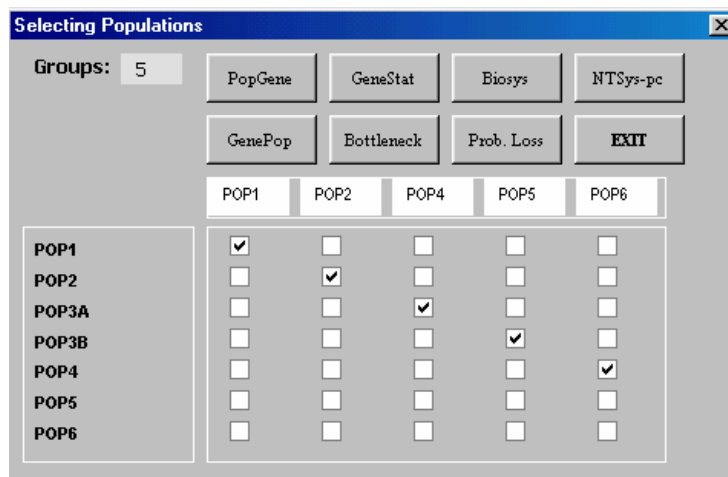 Selecting Populations
Groups: 5
PopGene GeneStat Biosys NTSys-pc
GenePop Bottleneck Prob. Loss EXIT
POP1 POP2 POP4 POP5 POP6
POP1
POP2
POP3A
POP3B
POP4
POP5
POP6